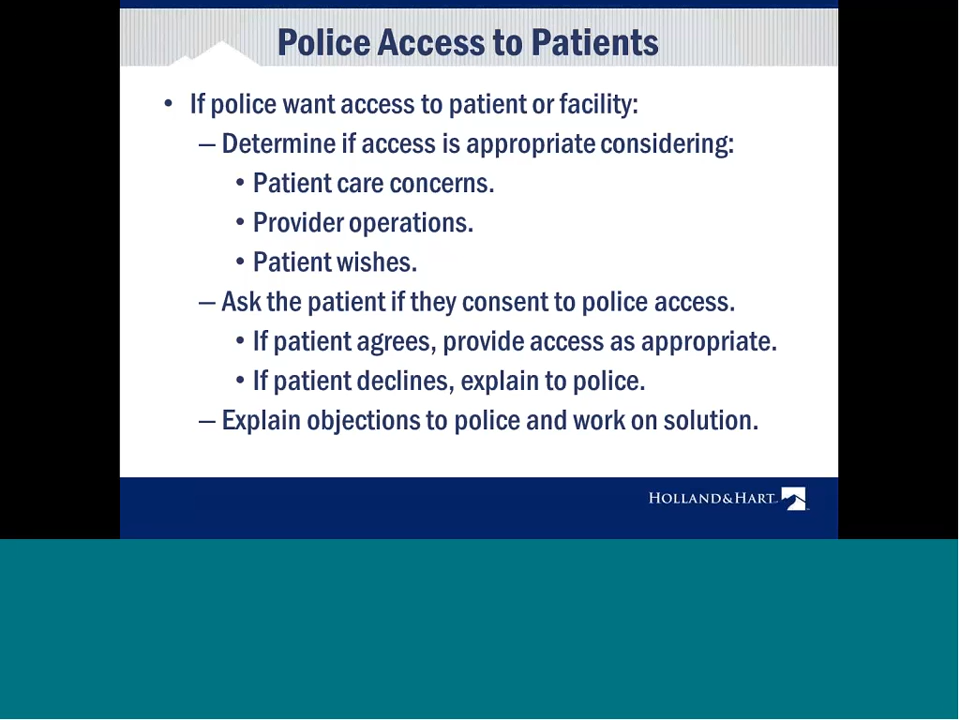 Police Access to Patients
• If police want access to patient or facility:
– Determine if access is appropriate considering:
• Patient care concerns.
• Provider operations.
• Patient wishes.
– Ask the patient if they consent to police access.
• If patient agrees, provide access as appropriate.
• If patient declines, explain to police.
– Explain objections to police and work on solution.
HOLLAND&HART